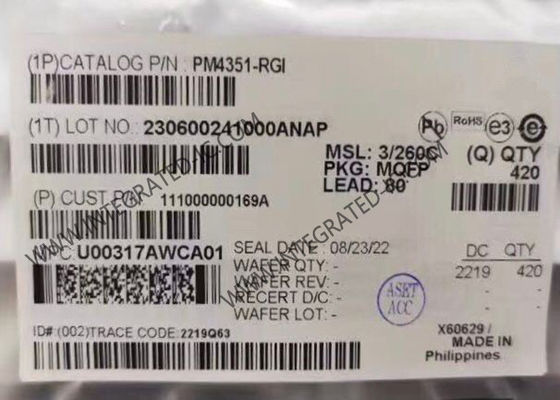 (1P)CATALOG P/N : PM4351-RGI
(1T) LOT NO.: 230600241000ANAP
Pb RoHS e3 e
MSL: 3/260C (Q) QTY
PKG: MQFP 420
LEAD: 80
(P) CUST P/N
111000000169A
U00317AWCA01
SEAL DATE : 08/23/22
WAFER QTY: -
WAFER REV: -
RECERT D/C: -
WAFER LOT: -
DC QTY
2219 420
ASET
ACC
ID# (002)TRACE CODE:2219Q63
X60629 /
MADE IN
Philippines